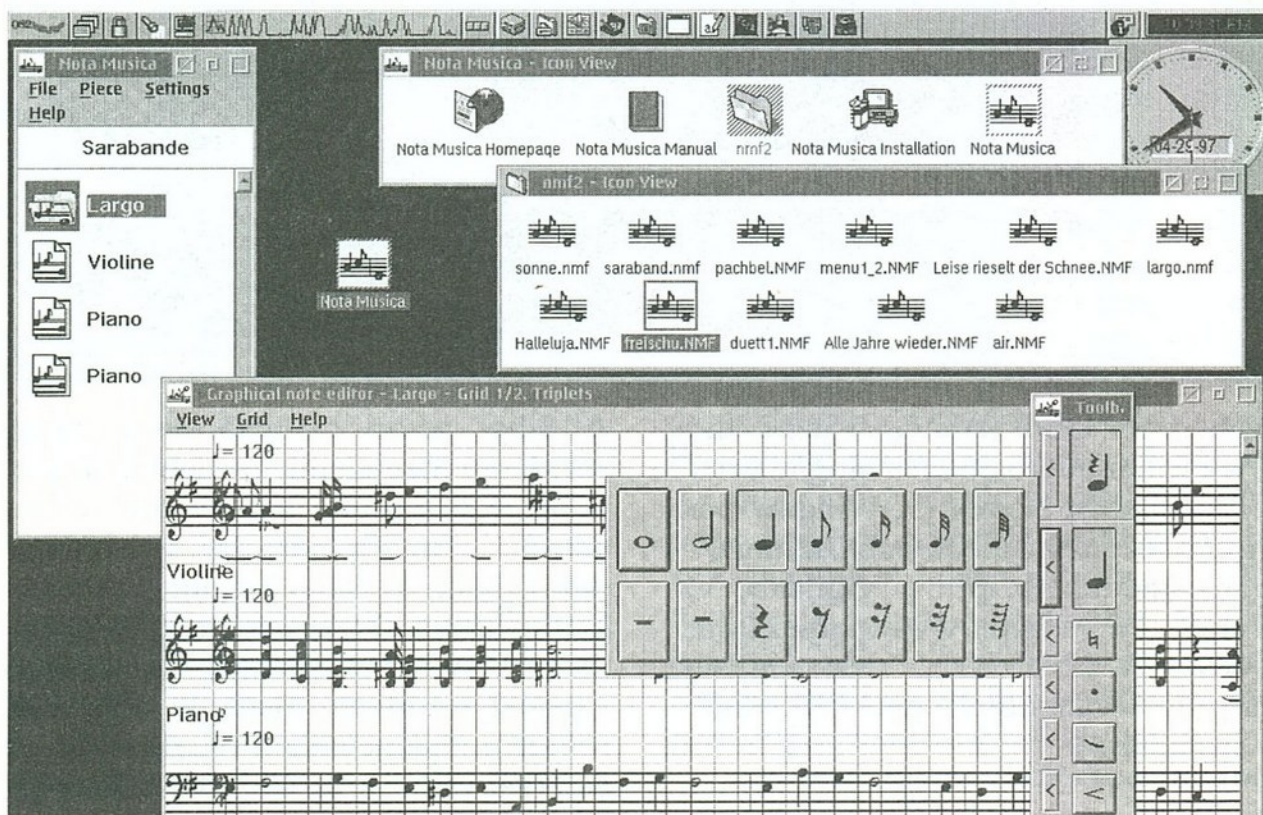 Nota Musica
File Piece Settings
Help
Sarabande
Largo
Violine
Piano
Piano
Nota Musica - Icon View
Nota Musica Homepage Nota Musica Manual nmf2 Nota Musica Installation Nota Musica
04-29-97
Nota Musica
nmf2 - Icon View
sonne.nmf saraband.nmf pachbel.NMF menu1_2.NMF Leise rieselt der Schnee.NMF largo.nmf
Halleluja.NMF freischu.NMF duett1.NMF Alle Jahre wieder.NMF air.NMF
Graphical note editor - Largo - Grid 1/2, Triplets
View Grid Help
Toolb.
= 120
Violine
= 120
Piano
= 120